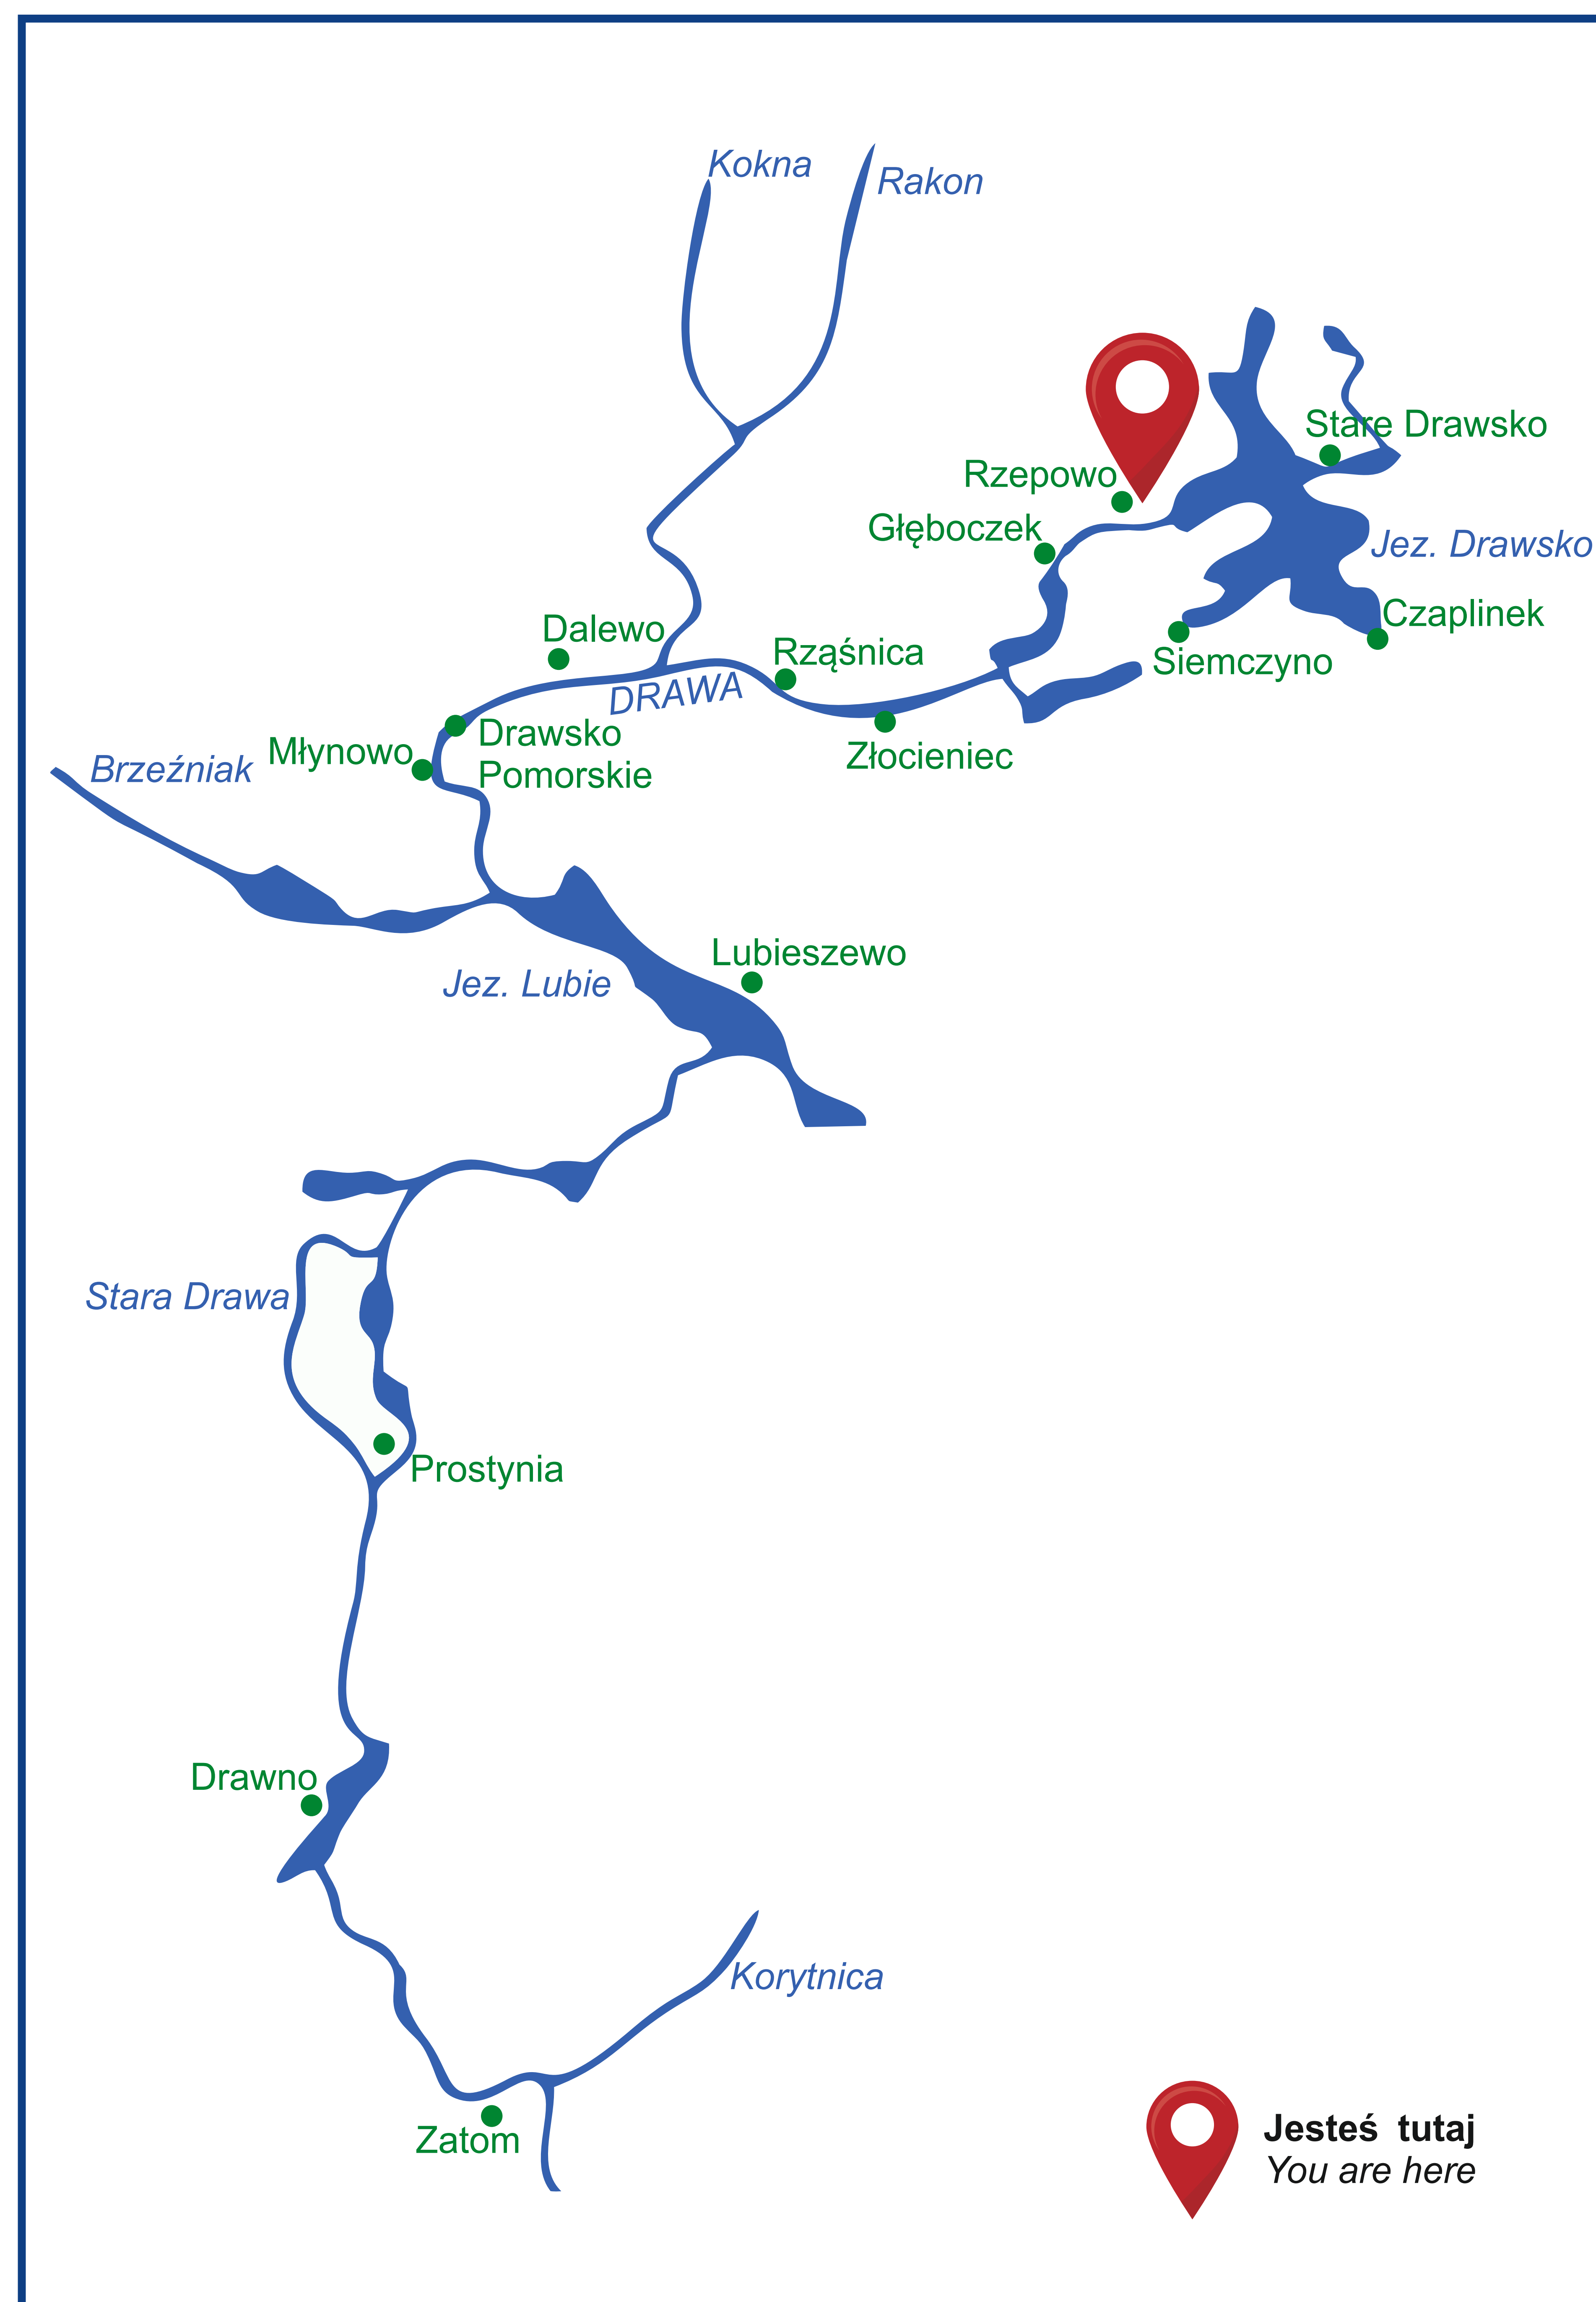 Kokna
Rakon
Stare Drawsko
Rzepowo
Głęboczek
Jez. Drawsko
Czaplinek
Dalewo
Rząśnica
Siemczyno
DRAWA
Drawsko
Pomorskie
Młynowo
Złocieniec
Brzeźniak
Lubieszewo
Jez. Lubie
Stara Drawa
Prostynia
Drawno
Korytnica
Zatom
Jesteś tutaj
You are here